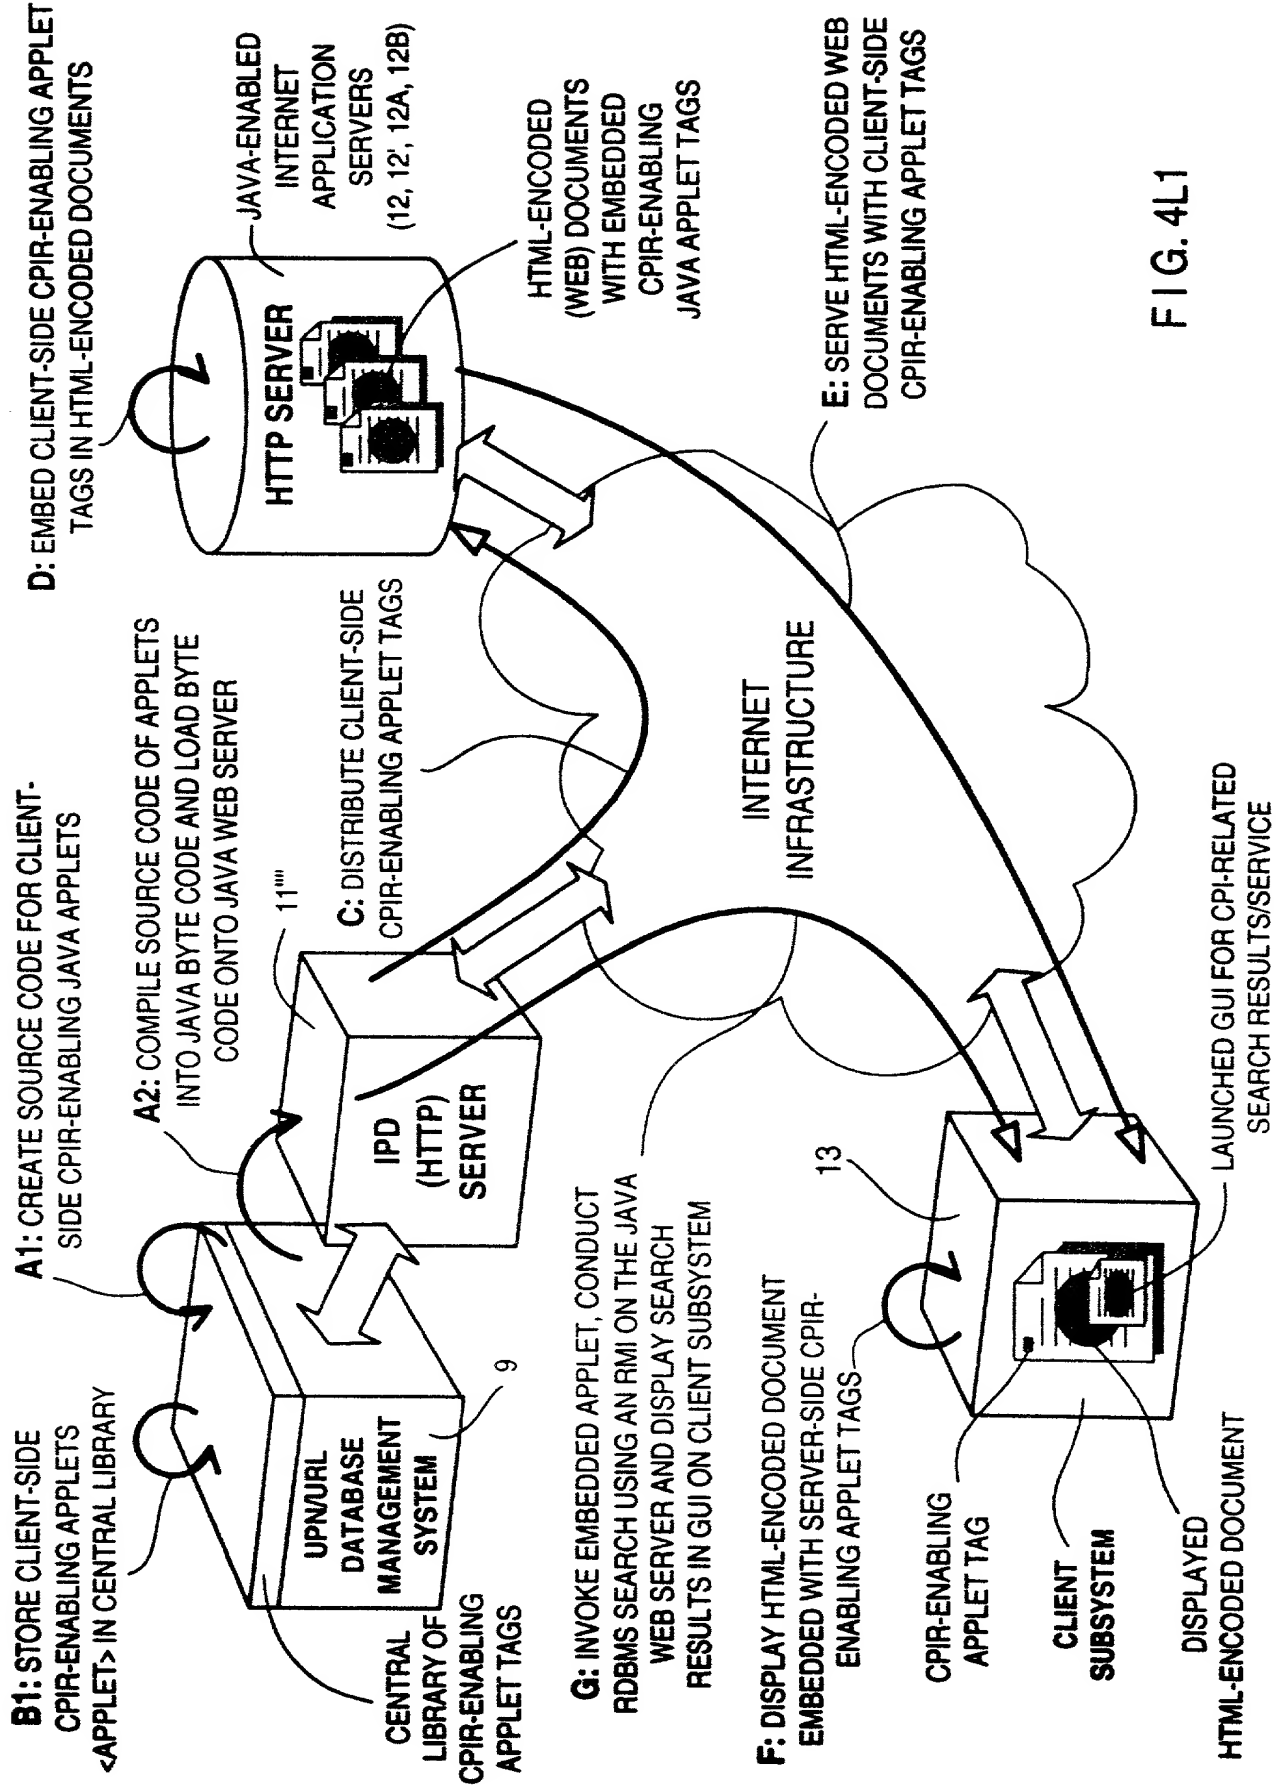 B1: STORE CLIENT-SIDE
CPIR-ENABLING APPLETS
<APPLET> IN CENTRAL LIBRARY
A1: CREATE SOURCE CODE FOR CLIENT-
SIDE CPIR-ENABLING JAVA APPLETS
A2: COMPILE SOURCE CODE OF APPLETS
INTO JAVA BYTE CODE AND LOAD BYTE
CODE ONTO JAVA WEB SERVER
D: EMBED CLIENT-SIDE CPIR-ENABLING APPLET
TAGS IN HTML-ENCODED DOCUMENTS
JAVA-ENABLED
INTERNET
APPLICATION
SERVERS
(12, 12', 12A, 12B)
HTTP SERVER
HTML-ENCODED
(WEB) DOCUMENTS
WITH EMBEDDED
CPIR-ENABLING
JAVA APPLET TAGS
11''''
C: DISTRIBUTE CLIENT-SIDE
CPIR-ENABLING APPLET TAGS
IPD
(HTTP)
SERVER
UPN/URL
DATABASE
MANAGEMENT
SYSTEM
9
CENTRAL
LIBRARY OF
CPIR-ENABLING
APPLET TAGS
G: INVOKE EMBEDDED APPLET, CONDUCT
RDBMS SEARCH USING AN RMI ON THE JAVA
WEB SERVER AND DISPLAY SEARCH
RESULTS IN GUI ON CLIENT SUBSYSTEM
INTERNET
INFRASTRUCTURE
E: SERVE HTML-ENCODED WEB
DOCUMENTS WITH CLIENT-SIDE
CPIR-ENABLING APPLET TAGS
F: DISPLAY HTML-ENCODED DOCUMENT
EMBEDDED WITH SERVER-SIDE CPIR-
ENABLING APPLET TAGS
13
CPIR-ENABLING
APPLET TAG
CLIENT
SUBSYSTEM
DISPLAYED
HTML-ENCODED DOCUMENT
LAUNCHED GUI FOR CPI-RELATED
SEARCH RESULTS/SERVICE
FIG. 4L1